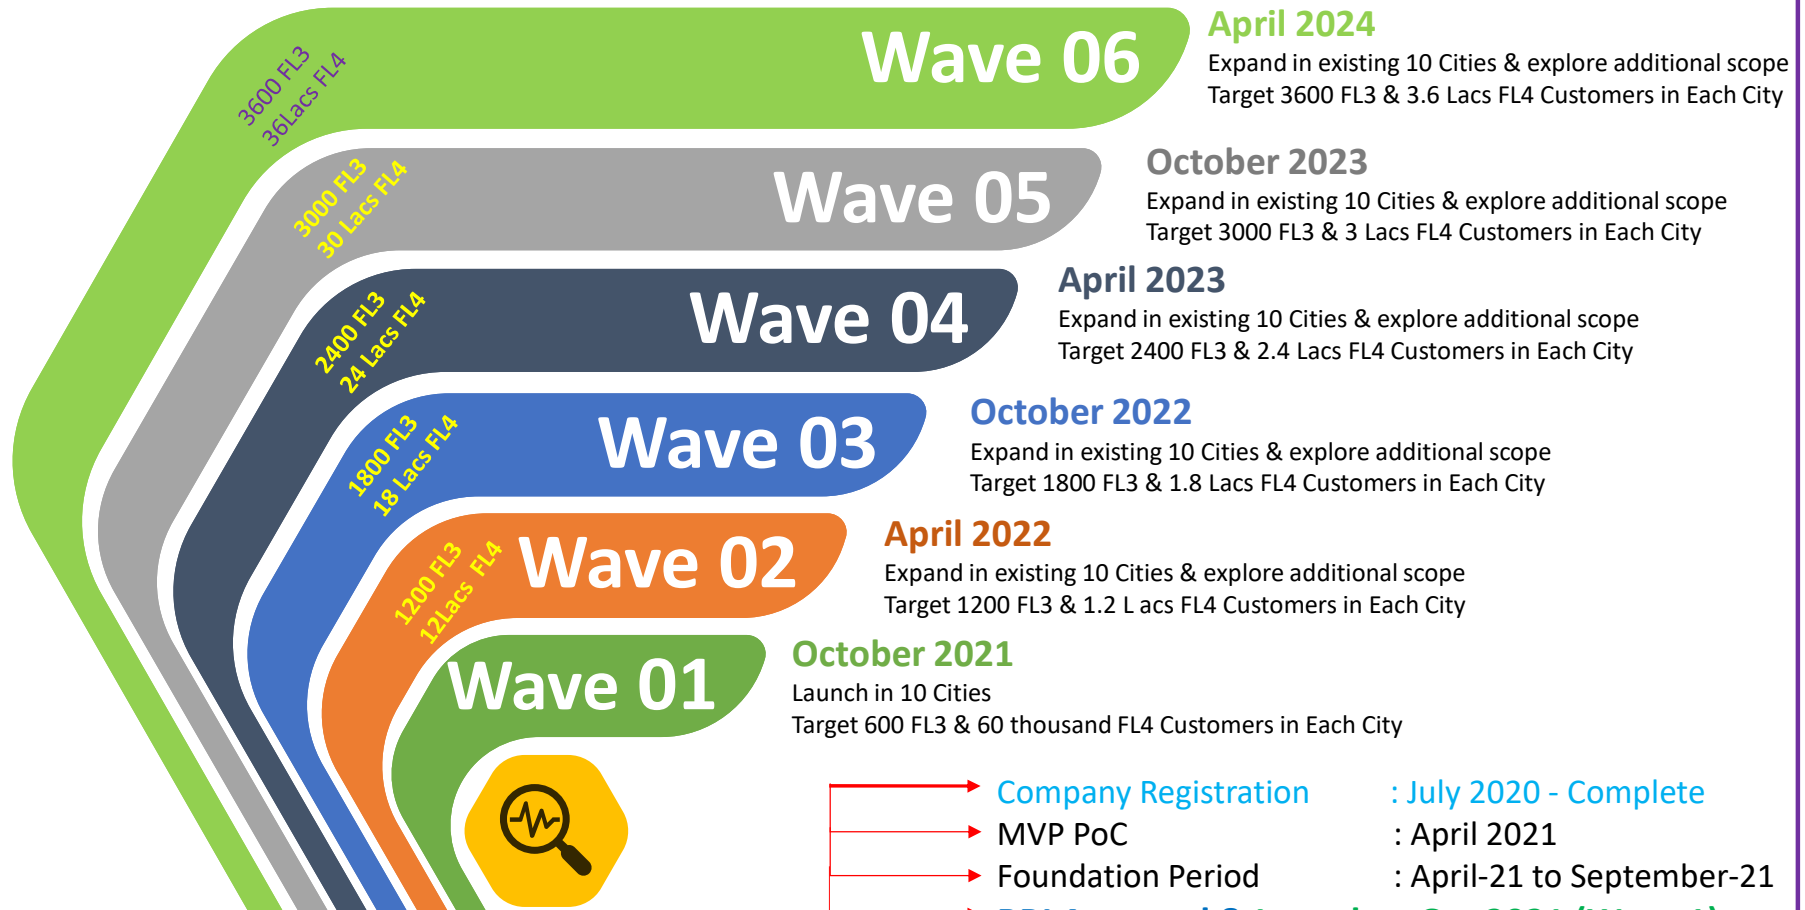 Wave 06
3600 FL3
36Lacs FL4
April 2024
Expand in existing 10 Cities & explore additional scope
Target 3600 FL3 & 3.6 Lacs FL4 Customers in Each City
Wave 05
3000 FL3
30 Lacs FL4
October 2023
Expand in existing 10 Cities & explore additional scope
Target 3000 FL3 & 3 Lacs FL4 Customers in Each City
Wave 04
2400 FL3
24 Lacs FL4
April 2023
Expand in existing 10 Cities & explore additional scope
Target 2400 FL3 & 2.4 Lacs FL4 Customers in Each City
Wave 03
1800 FL3
18 Lacs FL4
October 2022
Expand in existing 10 Cities & explore additional scope
Target 1800 FL3 & 1.8 Lacs FL4 Customers in Each City
Wave 02
1200 FL3
12Lacs FL4
April 2022
Expand in existing 10 Cities & explore additional scope
Target 1200 FL3 & 1.2 L acs FL4 Customers in Each City
Wave 01
October 2021
Launch in 10 Cities
Target 600 FL3 & 60 thousand FL4 Customers in Each City
Company Registration : July 2020 - Complete
MVP PoC : April 2021
Foundation Period : April-21 to September-21